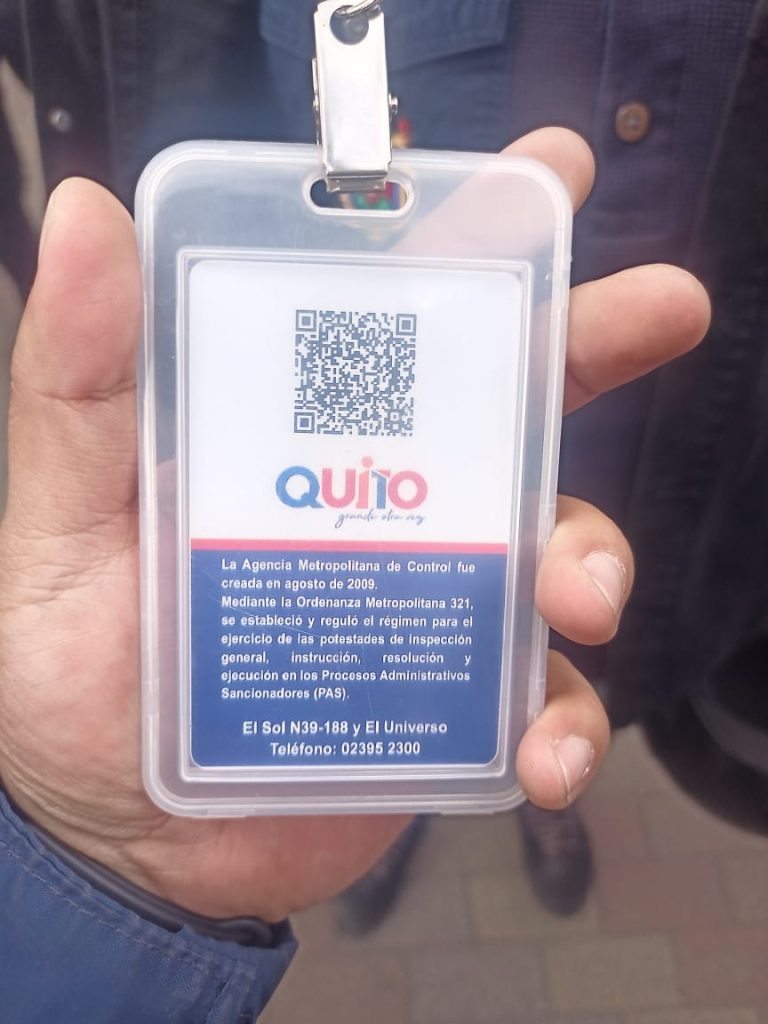 QUITO
grande otra vez
La Agencia Metropolitana de Control fue
creada en agosto de 2009.
Mediante la Ordenanza Metropolitana 321,
se estableció y reguló el régimen para el
ejercicio de las potestades de inspección
general, instrucción, resolución y
ejecución en los Procesos Administrativos
Sancionadores (PAS).
El Sol N39-188 y El Universo
Teléfono: 02395 2300